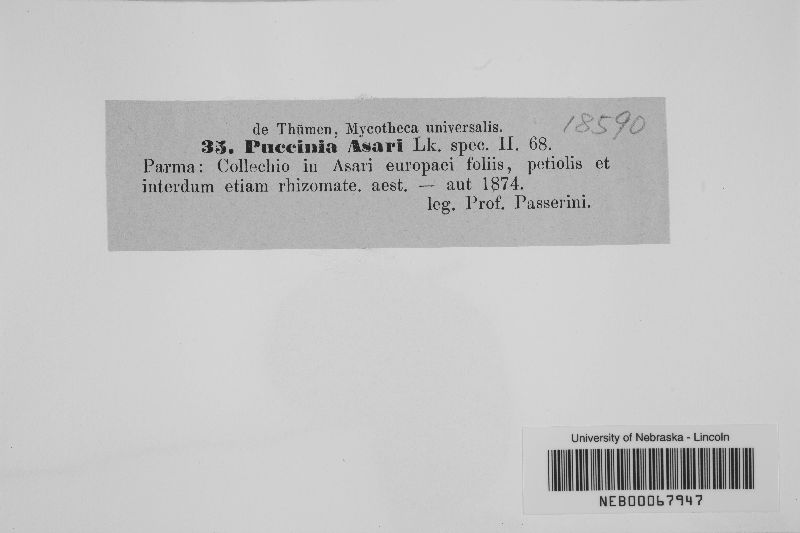 de Thümen, Mycotheca universalis.
18590
35. Puccinia Asari Lk. spec. II. 68.
Parma: Collechio in Asari europaei foliis, petiolis et
interdum etiam rhizomate. aest. — aut 1874.
leg. Prof. Passerini.
University of Nebraska - Lincoln
NEB00067947